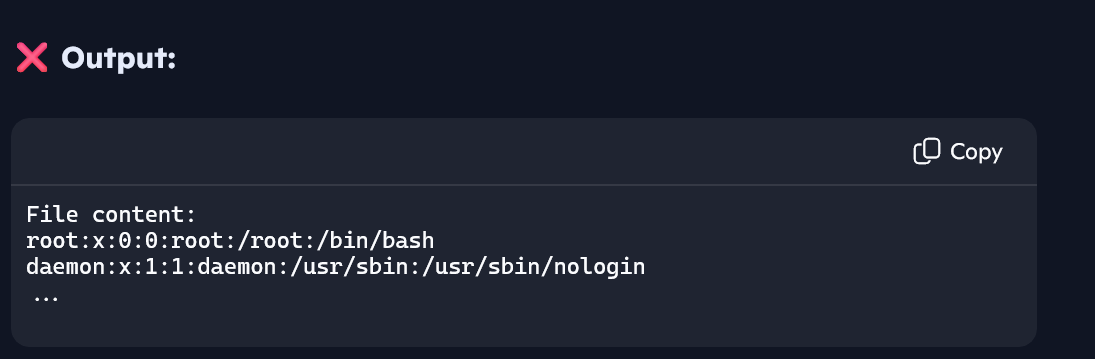 ❌ Output:
Copy
File content:
root:x:0:0:root:/root:/bin/bash
daemon:x:1:1:daemon:/usr/sbin:/usr/sbin/nologin
...